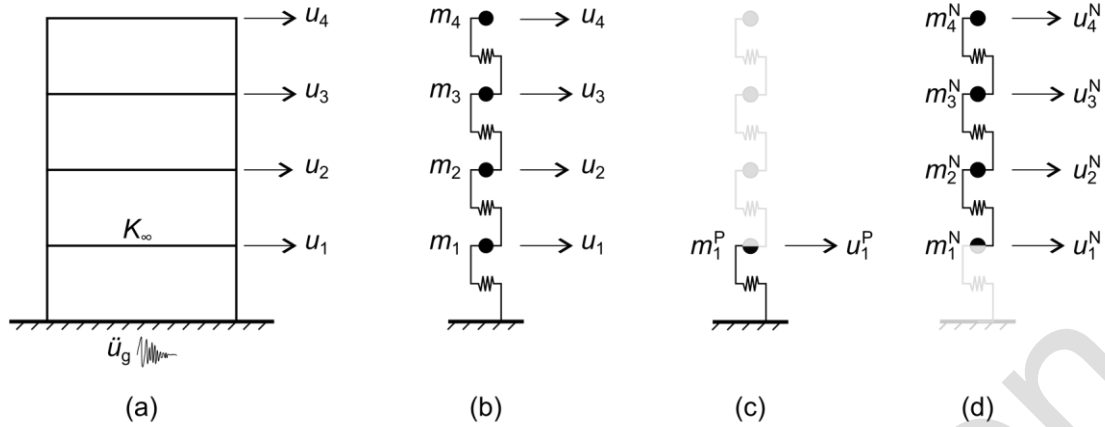 u₄ m₄ u₄ m₄ᴺ u₄ᴺ
u₃ m₃ u₃ m₃ᴺ u₃ᴺ
u₂ m₂ u₂ m₂ᴺ u₂ᴺ
K∞ u₁ m₁ u₁ m₁ᴾ u₁ᴾ m₁ᴺ u₁ᴺ
ü_g
(a) (b) (c) (d)